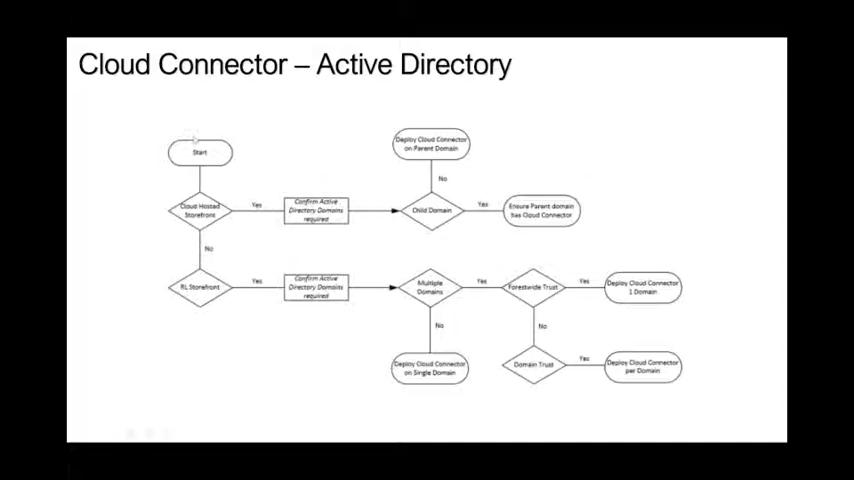 Cloud Connector – Active Directory
Start
Deploy Cloud Connector
on Parent Domain
No
Cloud Hosted
Storefront
Yes
Confirm Active
Directory Domains
required
Child Domain
Yes
Ensure Parent domain
has Cloud Connector
No
RL Storefront
Yes
Confirm Active
Directory Domains
required
Multiple
Domains
Yes
Forestwide Trust
Yes
Deploy Cloud Connector
1 Domain
No
No
Deploy Cloud Connector
on Single Domain
Domain Trust
Yes
Deploy Cloud Connector
per Domain